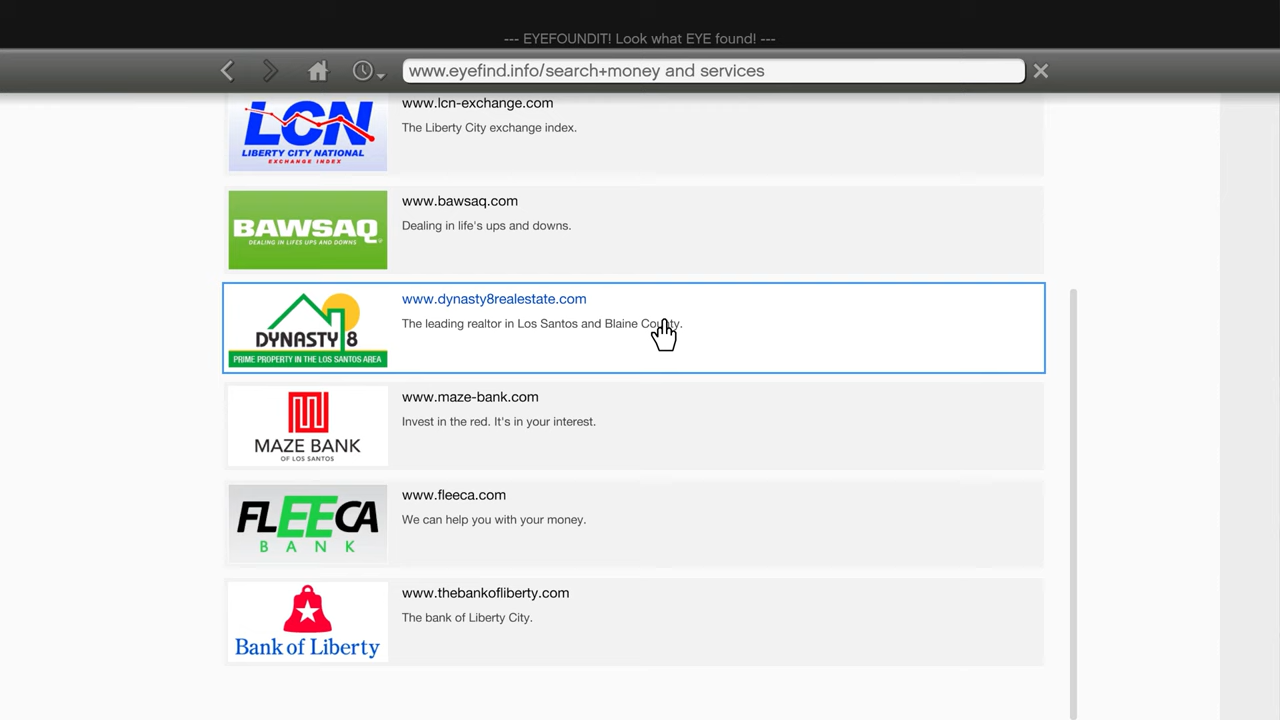 --- EYEFOUNDIT! Look what EYE found! ---
www.eyefind.info/search+money and services
LCN
LIBERTY CITY NATIONAL
EXCHANGE INDEX
www.lcn-exchange.com
The Liberty City exchange index.
BAWSAQ
DEALING IN LIFES UPS AND DOWNS
www.bawsaq.com
Dealing in life's ups and downs.
DYNASTY 8
PRIME PROPERTY IN THE LOS SANTOS AREA
www.dynasty8realestate.com
The leading realtor in Los Santos and Blaine County.
MAZE BANK
OF LOS SANTOS
www.maze-bank.com
Invest in the red. It's in your interest.
FLEECA
BANK
www.fleeca.com
We can help you with your money.
Bank of Liberty
www.thebankofliberty.com
The bank of Liberty City.